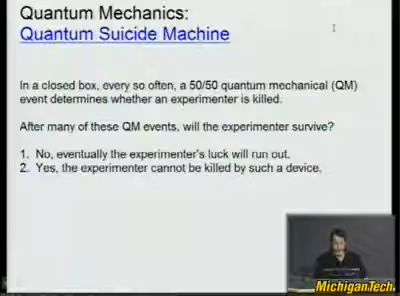 Quantum Mechanics:
Quantum Suicide Machine
In a closed box, every so often, a 50/50 quantum mechanical (QM)
event determines whether an experimenter is killed.
After many of these QM events, will the experimenter survive?
1. No, eventually the experimenter's luck will run out.
2. Yes, the experimenter cannot be killed by such a device.
MichiganTech